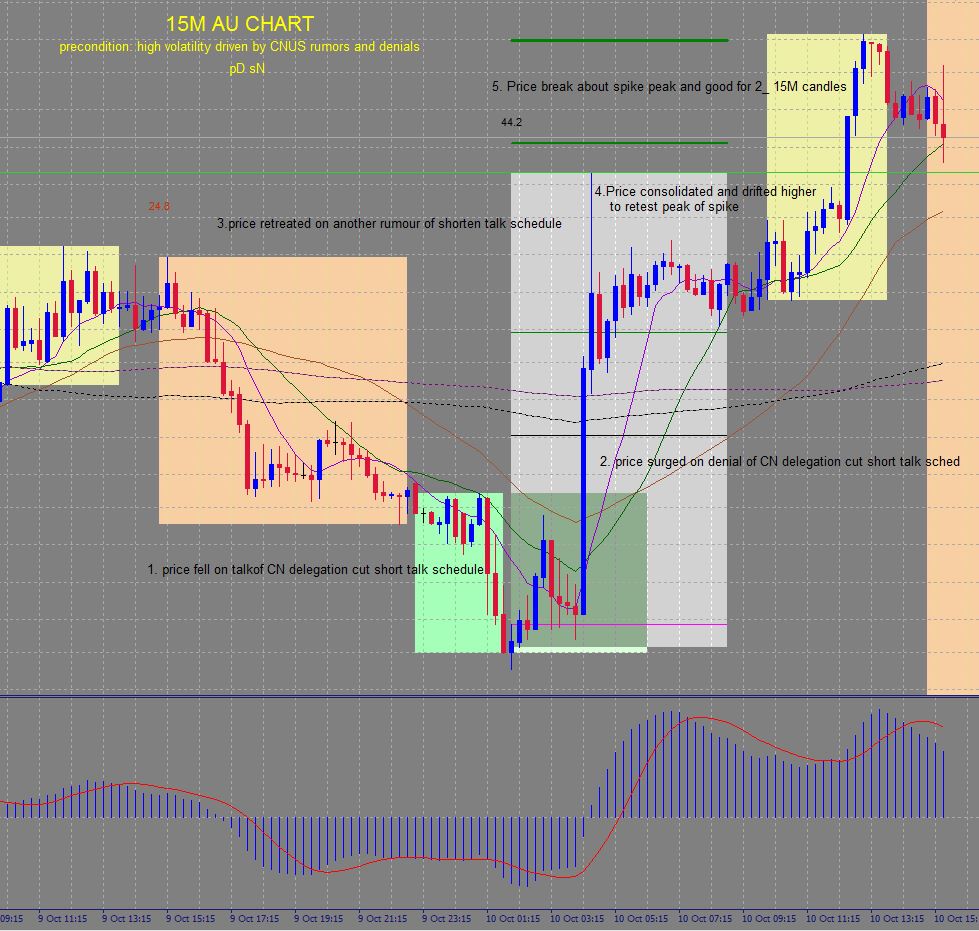 15M AU CHART
precondition: high volatility driven by CNUS rumors and denials
pD sN
5. Price break about spike peak and good for 2_ 15M candles
44.2
4.Price consolidated and drifted higher
to retest peak of spike
24.6
3.price retreated on another rumour of shorten talk schedule
2. price surged on denial of CN delegation cut short talk sched
1. price fell on talkof CN delegation cut short talk schedule
09:15 9 Oct 11:15 9 Oct 13:15 9 Oct 15:15 9 Oct 17:15 9 Oct 19:15 9 Oct 21:15 9 Oct 23:15 10 Oct 01:15 10 Oct 03:15 10 Oct 05:15 10 Oct 07:15 10 Oct 09:15 10 Oct 11:15 10 Oct 13:15 10 Oct 15: